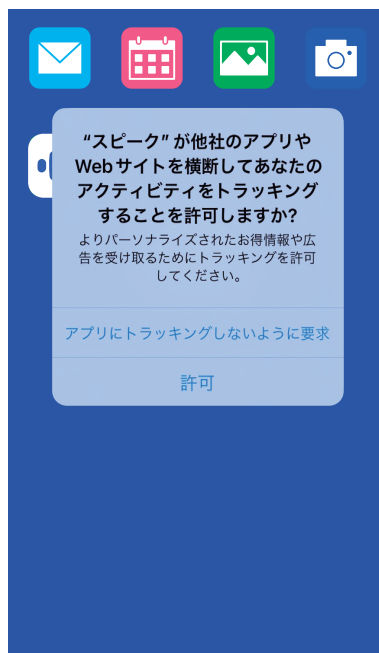 “スピーク”が他社のアプリや
Webサイトを横断してあなたの
アクティビティをトラッキング
することを許可しますか?
よりパーソナライズされたお得情報や広
告を受け取るためにトラッキングを許可
してください。
アプリにトラッキングしないように要求
許可